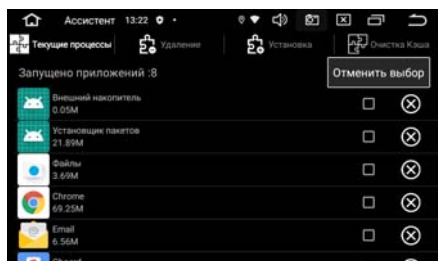 Ассистент 13:22
Текущие процессы Удаление Установка Очистка Кэша
Запущено приложений :8 Отменить выбор
Внешний накопитель
0.05M
Установщик пакетов
21.89M
Файлы
3.69M
Chrome
69.25M
Email
6.56M